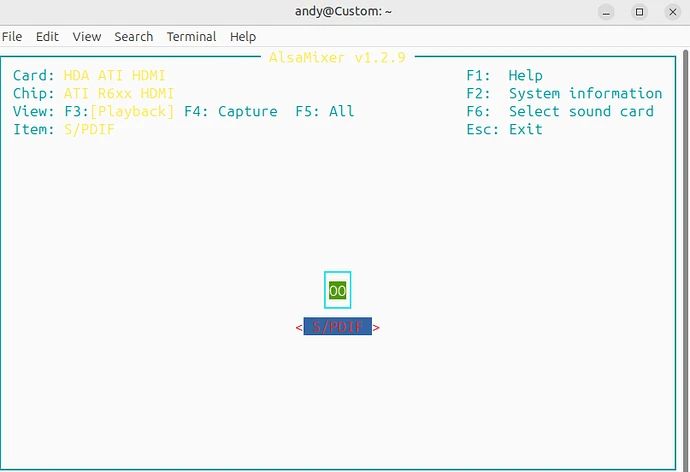 andy@Custom: ~
File Edit View Search Terminal Help
AlsaMixer v1.2.9
Card: HDA ATI HDMI F1: Help
Chip: ATI R6xx HDMI F2: System information
View: F3:[Playback] F4: Capture F5: All F6: Select sound card
Item: S/PDIF Esc: Exit
OO
< S/PDIF >